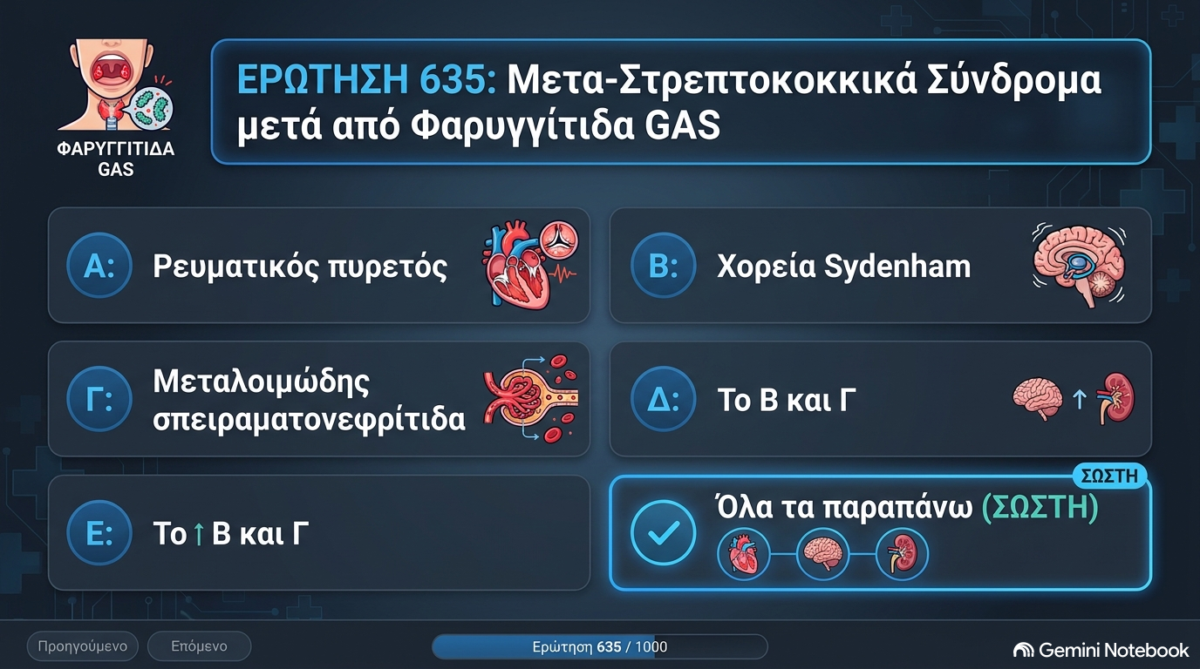 ΕΡΩΤΗΣΗ 635: Μετα-Στρεπτοκοκκικά Σύνδρομα
μετά από Φαρυγγίτιδα GAS
ΦΑΡΥΓΓΙΤΙΔΑ
GAS
Α: Ρευματικός πυρετός
Β: Χορεία Sydenham
Γ: Μεταλοιμώδης
σπειραματονεφρίτιδα
Δ: Το Β και Γ
Ε: Το ↑ Β και Γ
ΣΩΣΤΗ
Όλα τα παραπάνω (ΣΩΣΤΗ)
Προηγούμενο
Επόμενο
Ερώτηση 635 / 1000
Gemini Notebook